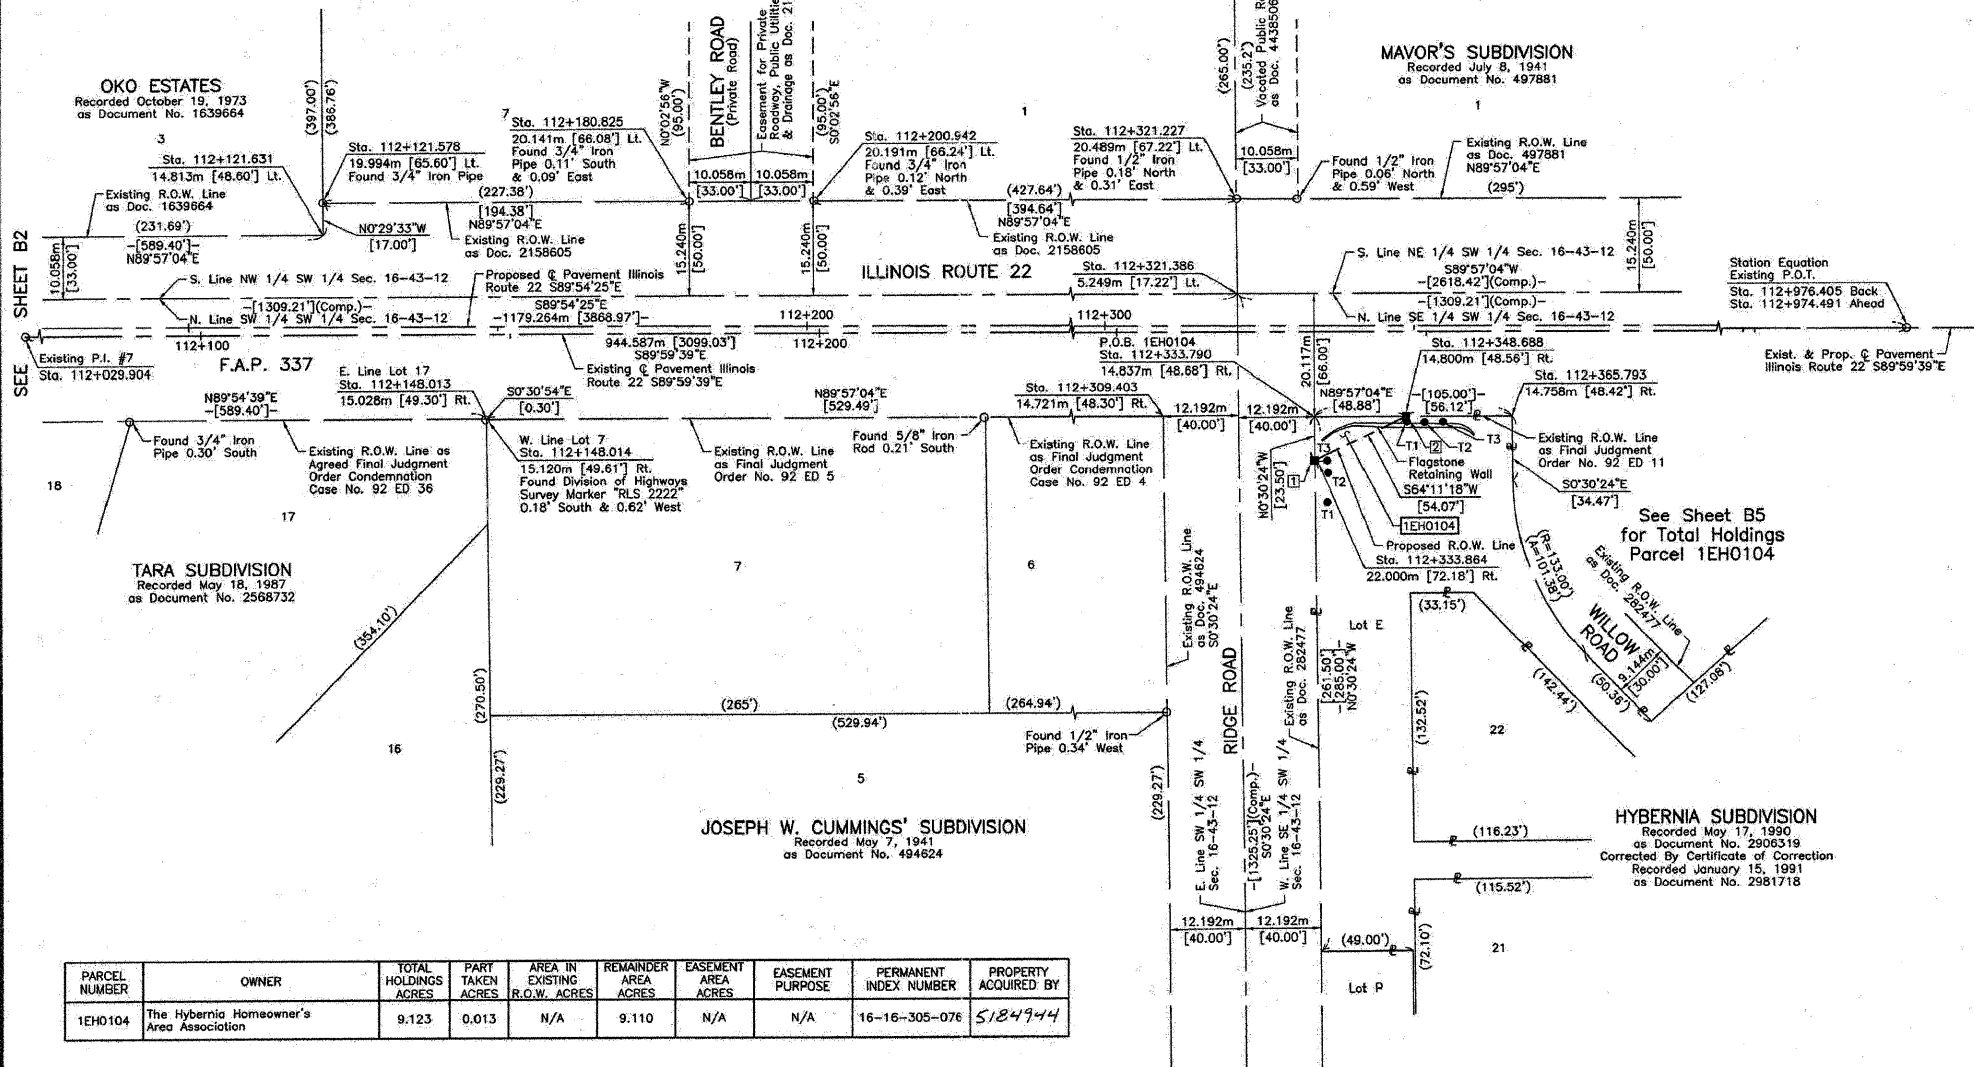 OKO ESTATES
Recorded October 19, 1973
as Document No. 1639664
3
Sta. 112+121.631
14.813m [48.60'] Lt.
Existing R.O.W. Line
as Doc. 1639664
(231.69')
-[589.40']-
N89°57'04"E
10.058m
[33.00']
SEE SHEET B2
(397.00')
(386.76')
Sta. 112+121.578
19.994m [65.60'] Lt.
Found 3/4" Iron Pipe
N0°29'33"W
[17.00']
7
Sta. 112+180.825
20.141m [66.08'] Lt.
Found 3/4" Iron
Pipe 0.11' South
& 0.09' East
(227.38')
[194.38']
N89°57'04"E
Existing R.O.W. Line
as Doc. 2158605
N0°02'56"W
(95.00')
BENTLEY ROAD
(Private Road)
Easement for Private
Roadway, Public Utilitie
& Drainage as Doc. 21
(95.00')
S0°02'56"E
10.058m
10.058m
[33.00']
[33.00']
15.240m
[50.00']
15.240m
[50.00']
Sta. 112+200.942
20.191m [66.24'] Lt.
Found 3/4" Iron
Pipe 0.12' North
& 0.39' East
1
(427.64')
[394.64']
N89°57'04"E
Existing R.O.W. Line
as Doc. 2158605
Sta. 112+321.227
20.489m [67.22'] Lt.
Found 1/2" Iron
Pipe 0.18' North
& 0.31' East
(265.00')
(235.2')
Vacated Public R
as Doc. 4438506
10.058m
[33.00']
Found 1/2" Iron
Pipe 0.06' North
& 0.59' West
MAVOR'S SUBDIVISION
Recorded July 8, 1941
as Document No. 497881
1
Existing R.O.W. Line
as Doc. 497881
N89°57'04"E
(295')
15.240m
[50.00']
S. Line NW 1/4 SW 1/4 Sec. 16-43-12
-[1309.21'](Comp.)-
N. Line SW 1/4 SW 1/4 Sec. 16-43-12
Proposed ℄ Pavement Illinois
Route 22 S89°54'25"E
S89°54'25"E
-1179.264m [3868.97']-
ILLINOIS ROUTE 22
Sta. 112+321.386
5.249m [17.22'] Lt.
S. Line NE 1/4 SW 1/4 Sec. 16-43-12
S89°57'04"W
-[2618.42'](Comp.)-
-[1309.21'](Comp.)-
N. Line SE 1/4 SW 1/4 Sec. 16-43-12
Station Equation
Existing P.O.T.
Sta. 112+976.405 Back
Sta. 112+974.491 Ahead
112+200
112+300
112+100
112+200
Existing P.I. #7
Sta. 112+029.904
F.A.P. 337
944.587m [3099.03']
S89°59'39"E
Existing ℄ Pavement Illinois
Route 22 S89°59'39"E
P.O.B. 1EH0104
Sta. 112+333.790
14.837m [48.68'] Rt.
20.117m
[66.00']
Sta. 112+348.688
14.800m [48.56'] Rt.
Exist. & Prop. ℄ Pavement
Illinois Route 22 S89°59'39"E
N89°54'39"E
-[589.40']-
E. Line Lot 17
Sta. 112+148.013
15.028m [49.30'] Rt.
S0°30'54"E
[0.30']
N89°57'04"E
[529.49']
Sta. 112+309.403
14.721m [48.30'] Rt.
12.192m
[40.00']
12.192m
[40.00']
N89°57'04"E
[48.88']
-[105.00']-
[56.12']
Sta. 112+365.793
14.758m [48.42'] Rt.
Found 3/4" Iron
Pipe 0.30' South
Existing R.O.W. Line as
Agreed Final Judgment
Order Condemnation
Case No. 92 ED 36
W. Line Lot 7
Sta. 112+148.014
15.120m [49.61'] Rt.
Found Division of Highways
Survey Marker "RLS 2222"
0.18' South & 0.62' West
Existing R.O.W. Line
as Final Judgment
Order No. 92 ED 5
Found 5/8" Iron
Rod 0.21' South
Existing R.O.W. Line
as Final Judgment
Order Condemnation
Case No. 92 ED 4
N0°30'24"W
[23.50']
1
T3
T2
T1
T1
2
T2
T3
Flagstone
Retaining Wall
S64°11'18"W
[54.07']
1EH0104
Proposed R.O.W. Line
Sta. 112+333.864
22.000m [72.18'] Rt.
Existing R.O.W. Line
as Final Judgment
Order No. 92 ED 11
S0°30'24"E
[34.47']
See Sheet B5
for Total Holdings
Parcel 1EH0104
18
17
TARA SUBDIVISION
Recorded May 18, 1987
as Document No. 2568732
(354.10')
(270.50')
(229.27')
16
7
6
(265')
(529.94')
(264.94')
Found 1/2" Iron
Pipe 0.34' West
5
(229.27')
JOSEPH W. CUMMINGS' SUBDIVISION
Recorded May 7, 1941
as Document No. 494624
Existing R.O.W. Line
as Doc. 494624
S0°30'24"E
RIDGE ROAD
E. Line SW 1/4 SW 1/4
Sec. 16-43-12
-[1325.25'](Comp.)-
S0°30'24"E
W. Line SE 1/4 SW 1/4
Sec. 16-43-12
Existing R.O.W. Line
as Doc. 282477
[261.50']
-[285.00']-
N0°30'24"W
Lot E
(33.15')
(R=133.00')
(A=101.38')
Existing R.O.W. Line
as Doc. 282477
WILLOW
ROAD
9.144m
[30.00']
(50.36')
(127.08')
(142.44')
(132.52')
22
(116.23')
(115.52')
HYBERNIA SUBDIVISION
Recorded May 17, 1990
as Document No. 2906319
Corrected By Certificate of Correction
Recorded January 15, 1991
as Document No. 2981718
12.192m
[40.00']
12.192m
[40.00']
(49.00')
(72.10')
21
Lot P
PARCEL NUMBER OWNER TOTAL HOLDINGS ACRES PART TAKEN ACRES AREA IN EXISTING R.O.W. ACRES REMAINDER AREA ACRES EASEMENT AREA ACRES EASEMENT PURPOSE PERMANENT INDEX NUMBER PROPERTY ACQUIRED BY
1EH0104 The Hybernia Homeowner's Area Association 9.123 0.013 N/A 9.110 N/A N/A 16-16-305-076 5184944